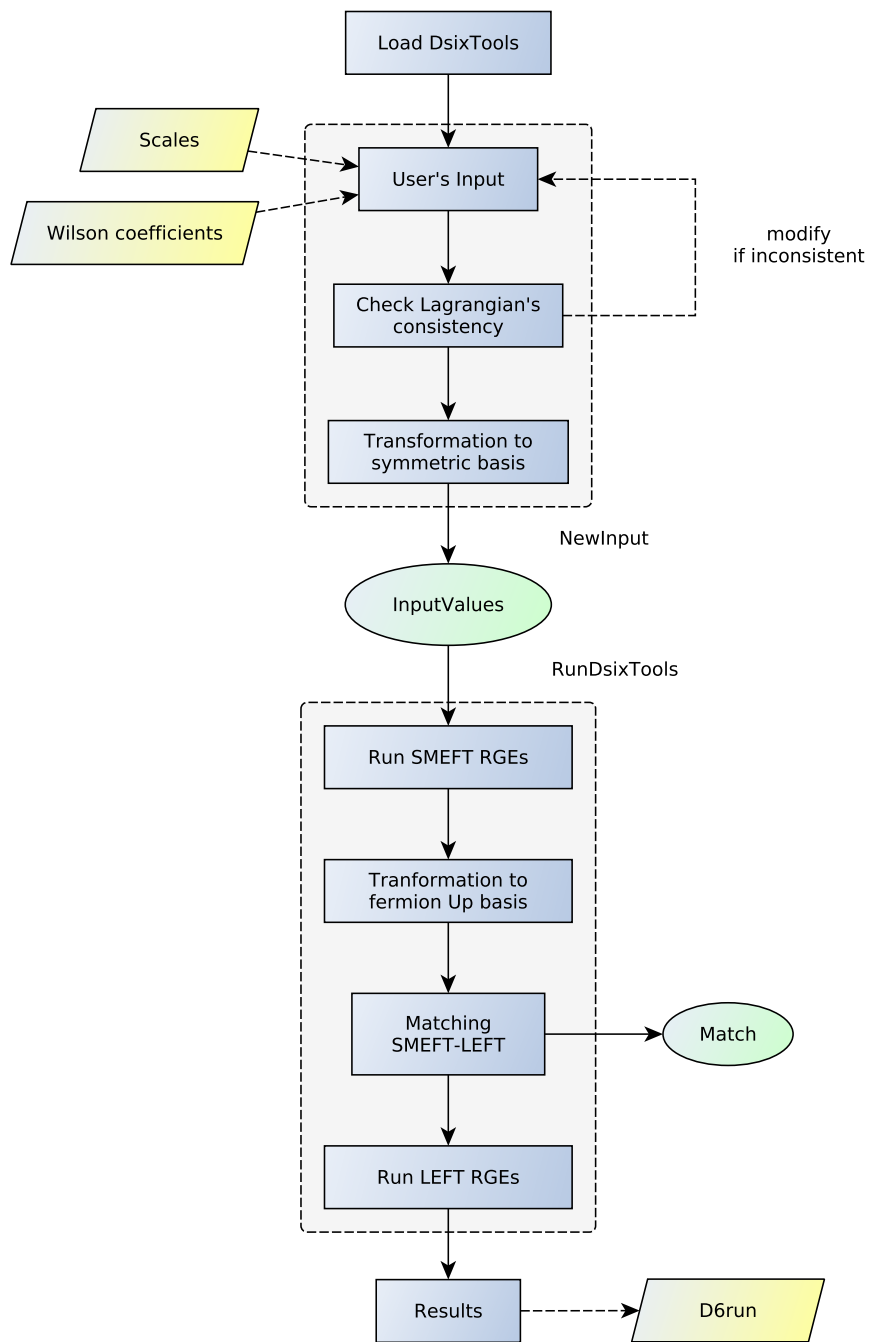 Load DsixTools
Scales
User's Input
Wilson coefficients
modify
if inconsistent
Check Lagrangian's
consistency
Transformation to
symmetric basis
NewInput
InputValues
RunDsixTools
Run SMEFT RGEs
Tranformation to
fermion Up basis
Matching
SMEFT-LEFT
Match
Run LEFT RGEs
Results
D6run